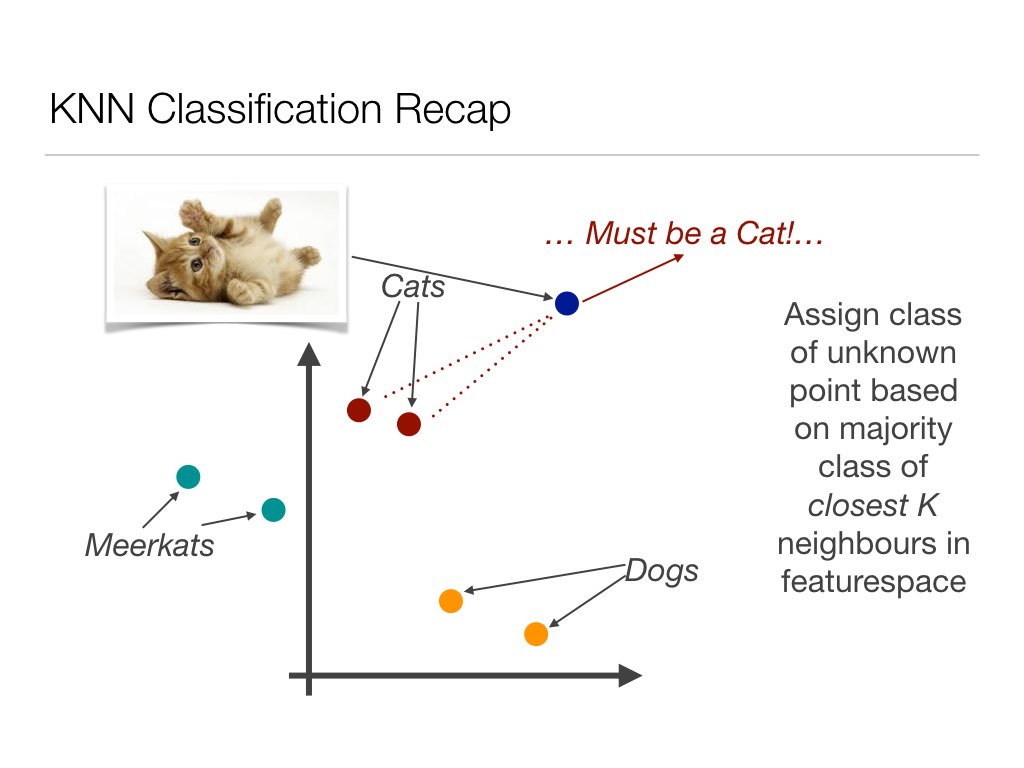 KNN Classification Recap
… Must be a Cat!…
Cats
Assign class
of unknown
point based
on majority
class of
closest K
neighbours in
featurespace
Meerkats
Dogs